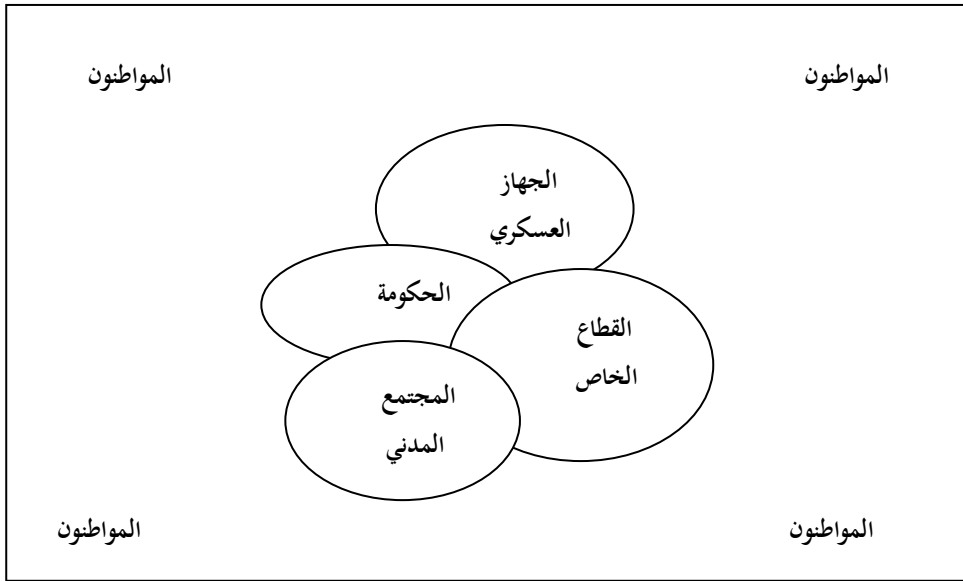 المواطنون
المواطنون
الجهاز
العسكري
الحكومة
القطاع
الخاص
المجتمع
المدني
المواطنون
المواطنون